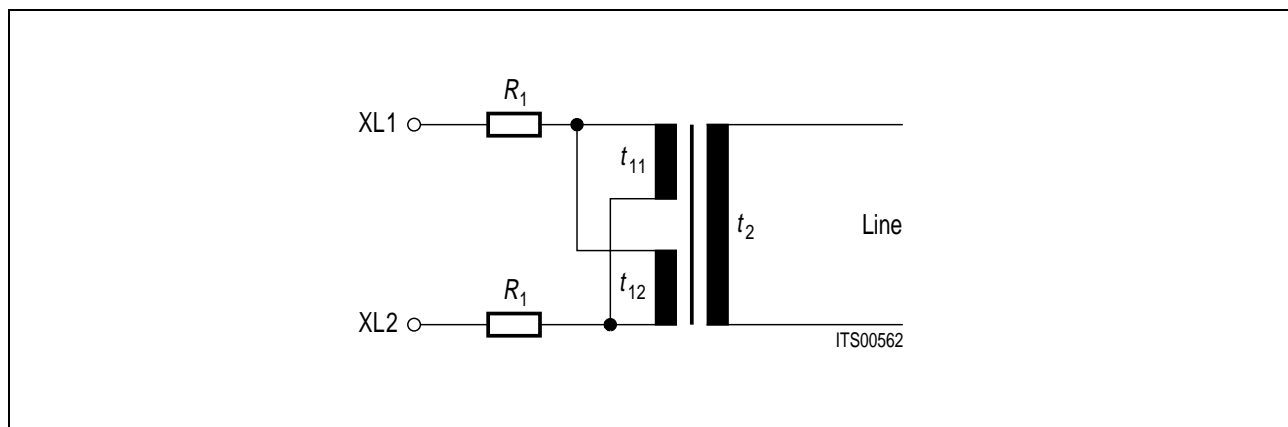 R1
XL1
t11
t2
Line
R1
t12
XL2
ITS00562